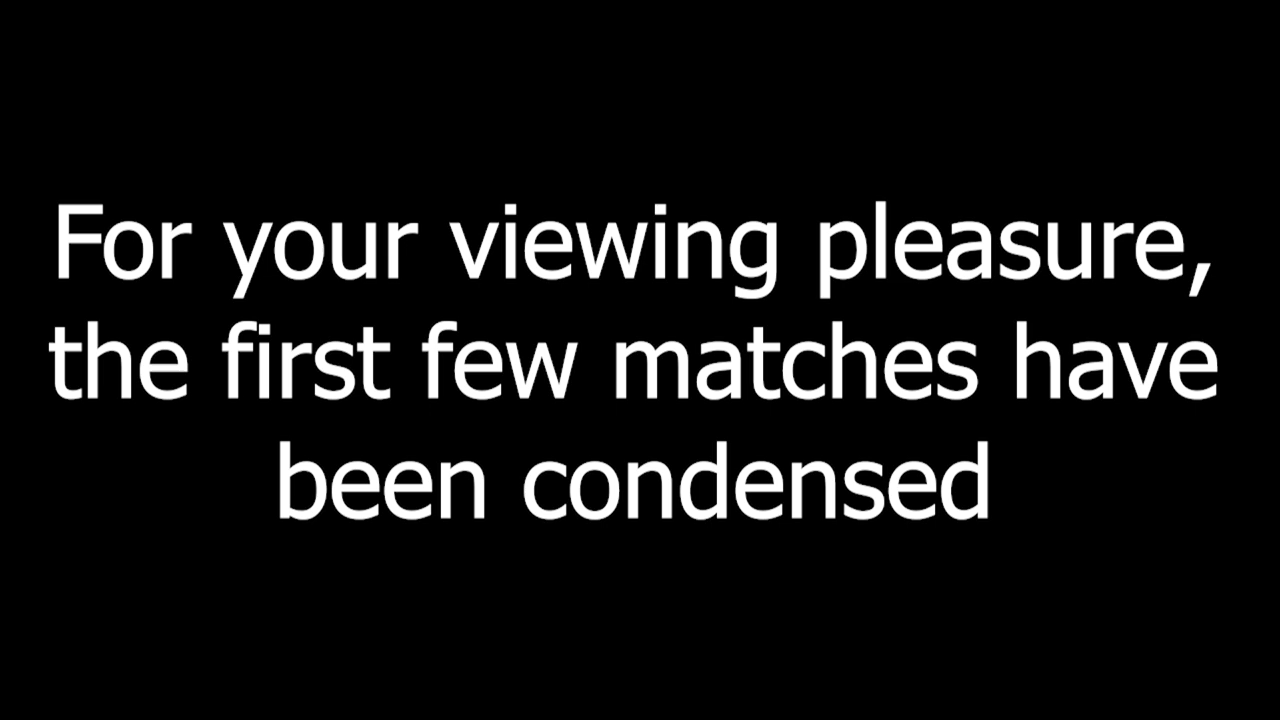 For your viewing pleasure,
the first few matches have
been condensed